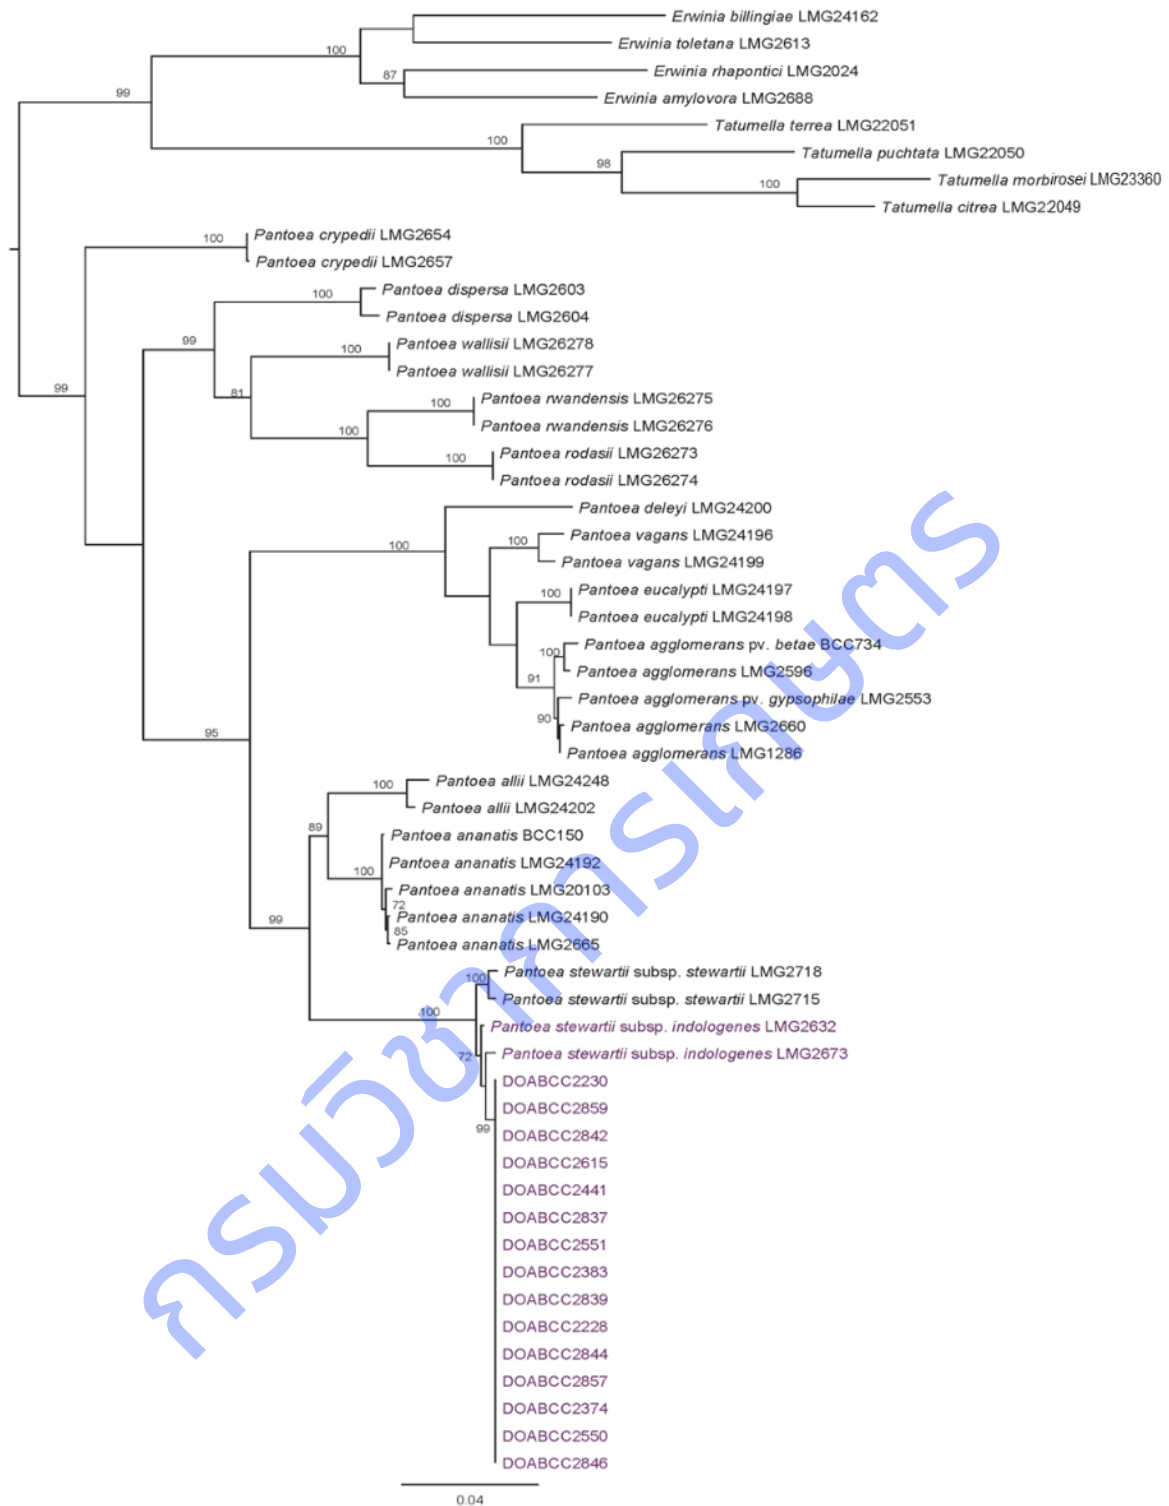 Erwinia billingiae LMG24162
Erwinia toletana LMG2613
100
Erwinia rhapontici LMG2024
87
Erwinia amylovora LMG2688
99
Tatumella terrea LMG22051
100
Tatumella puchtata LMG22050
98
Tatumella morbirosei LMG23360
100
Tatumella citrea LMG22049
Pantoea crypedii LMG2654
100
Pantoea crypedii LMG2657
Pantoea dispersa LMG2603
100
Pantoea dispersa LMG2604
99
Pantoea wallisii LMG26278
100
Pantoea wallisii LMG26277
99
81
Pantoea rwandensis LMG26275
100
Pantoea rwandensis LMG26276
100
Pantoea rodasii LMG26273
100
Pantoea rodasii LMG26274
Pantoea deleyi LMG24200
100
Pantoea vagans LMG24196
100
Pantoea vagans LMG24199
Pantoea eucalypti LMG24197
100
Pantoea eucalypti LMG24198
Pantoea agglomerans pv. betae BCC734
100
Pantoea agglomerans LMG2596
91
Pantoea agglomerans pv. gypsophilae LMG2553
90
Pantoea agglomerans LMG2660
95
Pantoea agglomerans LMG1286
Pantoea allii LMG24248
100
Pantoea allii LMG24202
89
Pantoea ananatis BCC150
Pantoea ananatis LMG24192
100
Pantoea ananatis LMG20103
72
Pantoea ananatis LMG24190
99
85
Pantoea ananatis LMG2665
Pantoea stewartii subsp. stewartii LMG2718
100
Pantoea stewartii subsp. stewartii LMG2715
100
Pantoea stewartii subsp. indologenes LMG2632
72
Pantoea stewartii subsp. indologenes LMG2673
DOABCC2230
DOABCC2859
99
DOABCC2842
DOABCC2615
DOABCC2441
DOABCC2837
DOABCC2551
DOABCC2383
DOABCC2839
DOABCC2228
DOABCC2844
DOABCC2857
DOABCC2374
DOABCC2550
DOABCC2846
0.04
กรมวิชาการเกษตร